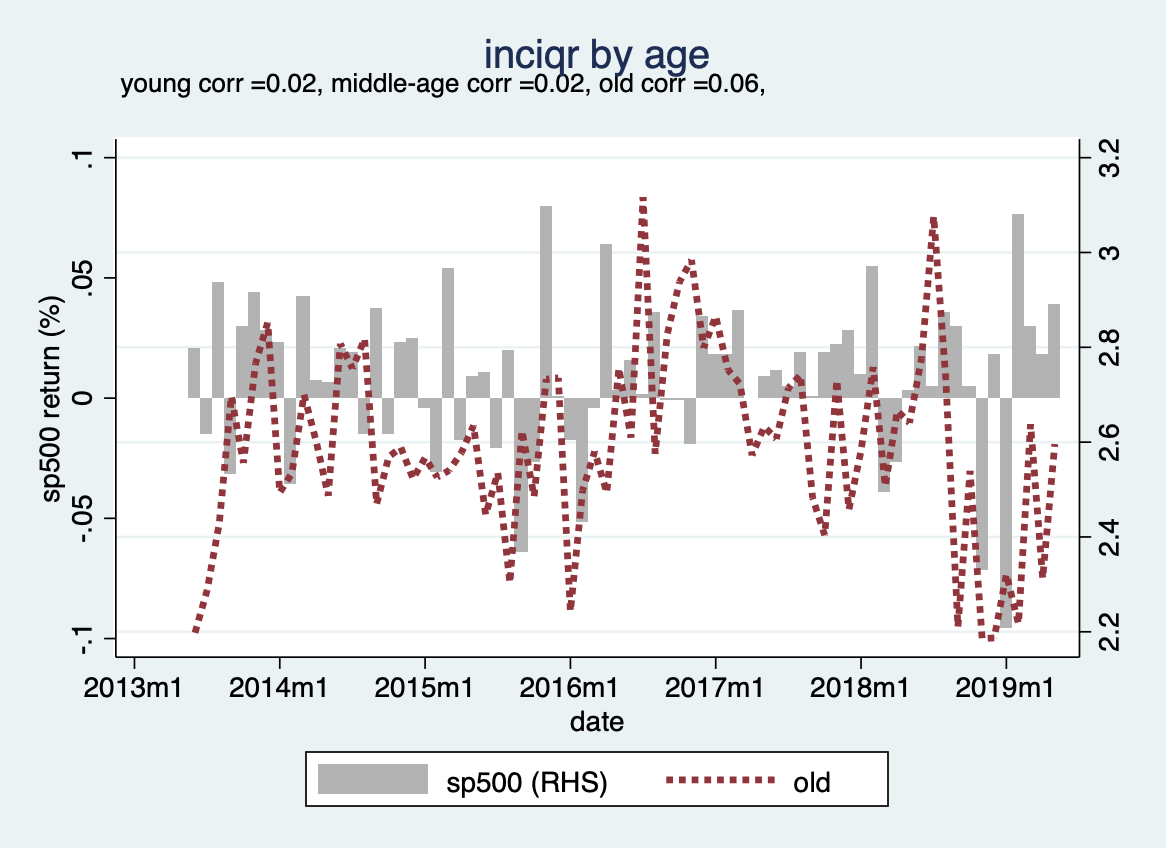 inciqr by age
young corr =0.02, middle-age corr =0.02, old corr =0.06,
sp500 return (%)
.1
.05
0
-.05
-.1
3.2
3
2.8
2.6
2.4
2.2
2013m1 2014m1 2015m1 2016m1 2017m1 2018m1 2019m1
date
sp500 (RHS) old